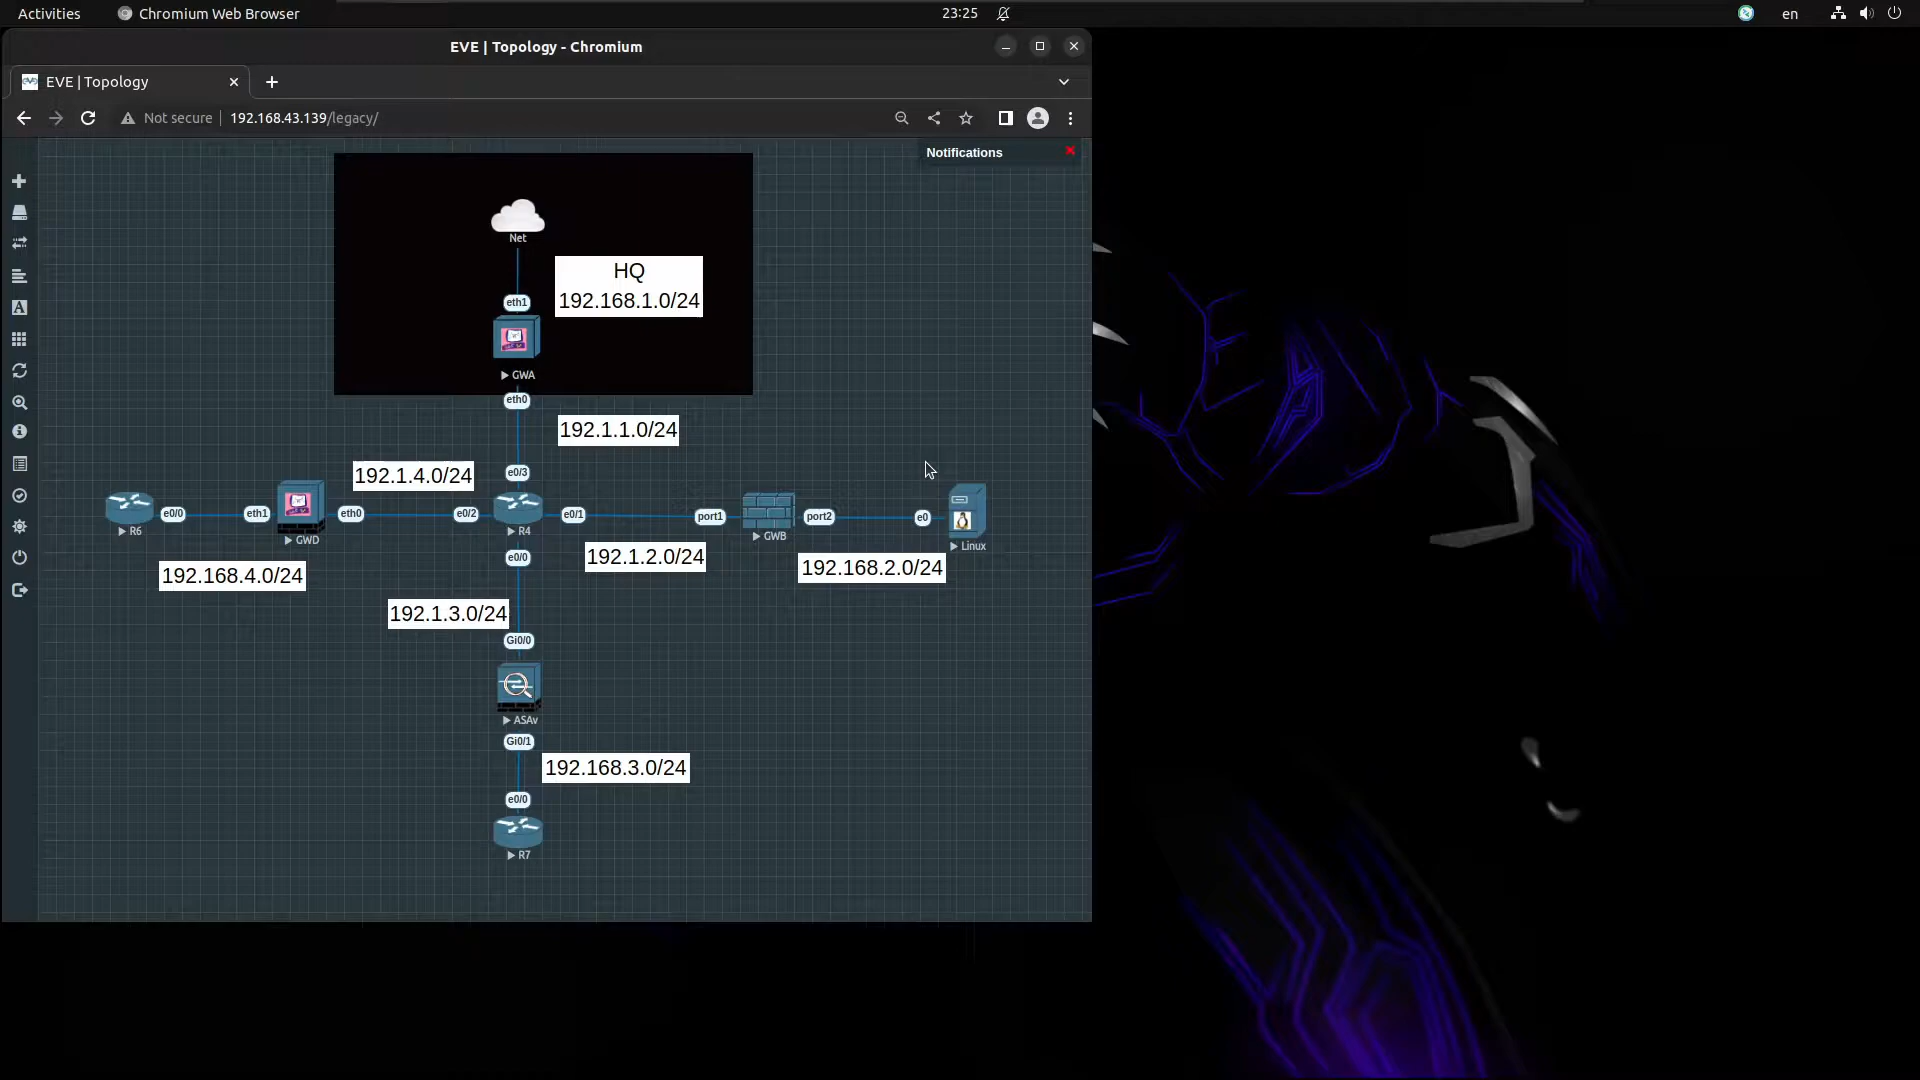 Activities
Chromium Web Browser
23:25
en
EVE | Topology - Chromium
EVE | Topology
Not secure
192.168.43.139/legacy/
Notifications
Net
HQ
192.168.1.0/24
eth1
GWA
eth0
192.1.1.0/24
192.1.4.0/24
e0/3
R6
e0/0
eth1
GWD
eth0
e0/2
R4
e0/1
port1
GWB
port2
e0
Linux
e0/0
192.1.2.0/24
192.168.2.0/24
192.168.4.0/24
192.1.3.0/24
Gi0/0
ASAv
Gi0/1
192.168.3.0/24
e0/0
R7